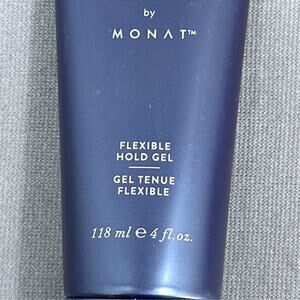 by
MONAT™
FLEXIBLE
HOLD GEL
GEL TENUE
FLEXIBLE
118 ml ℮ 4 fl.oz.